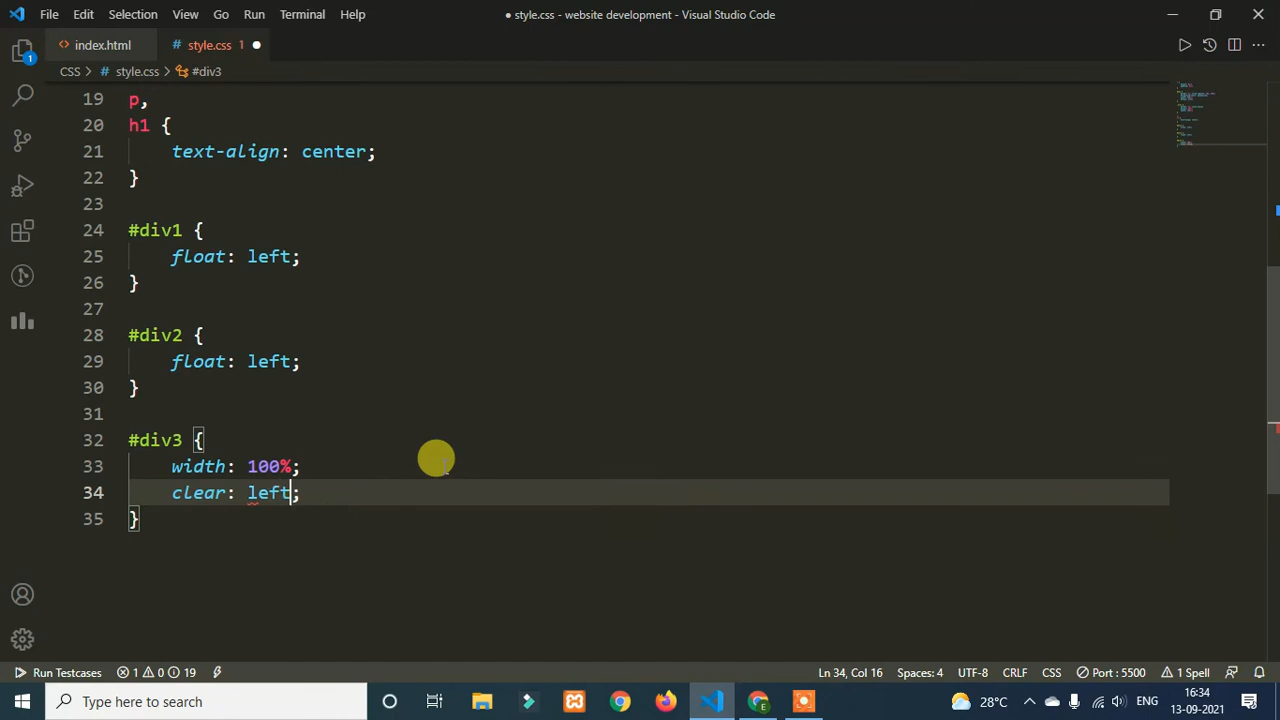 File Edit Selection View Go Run Terminal Help ● style.css - website development - Visual Studio Code
1
<> index.html # style.css 1 ●
CSS > # style.css > #div3
19 p,
20 h1 {
21 text-align: center;
22 }
23
24 #div1 {
25 float: left;
26 }
27
28 #div2 {
29 float: left;
30 }
31
32 #div3 {
33 width: 100%;
34 clear: left;
35 }
Run Testcases 1 0 19 Ln 34, Col 16 Spaces: 4 UTF-8 CRLF CSS Port : 5500 1 Spell
Type here to search 28°C ENG 16:34
13-09-2021